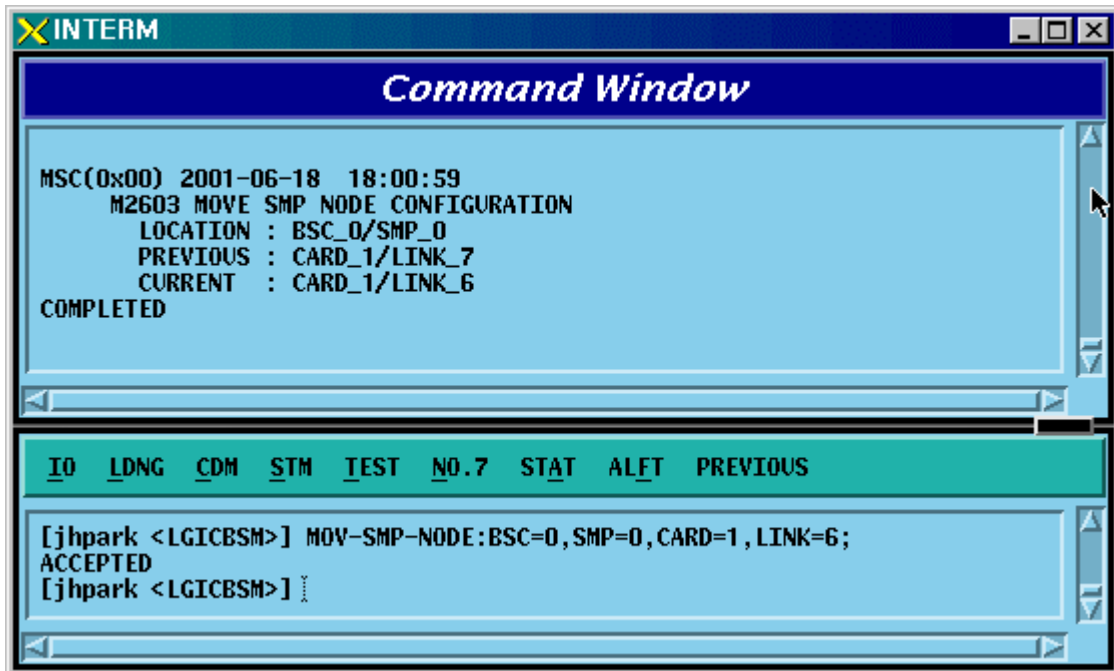 INTERM
Command Window
MSC(0x00) 2001-06-18 18:00:59
M2603 MOVE SMP NODE CONFIGURATION
LOCATION : BSC_0/SMP_0
PREVIOUS : CARD_1/LINK_7
CURRENT : CARD_1/LINK_6
COMPLETED
IO LDNG CDM STM TEST NO.7 STAT ALFT PREVIOUS
[jhpark <LGICBSM>] MOV-SMP-NODE:BSC=0,SMP=0,CARD=1,LINK=6;
ACCEPTED
[jhpark <LGICBSM>]